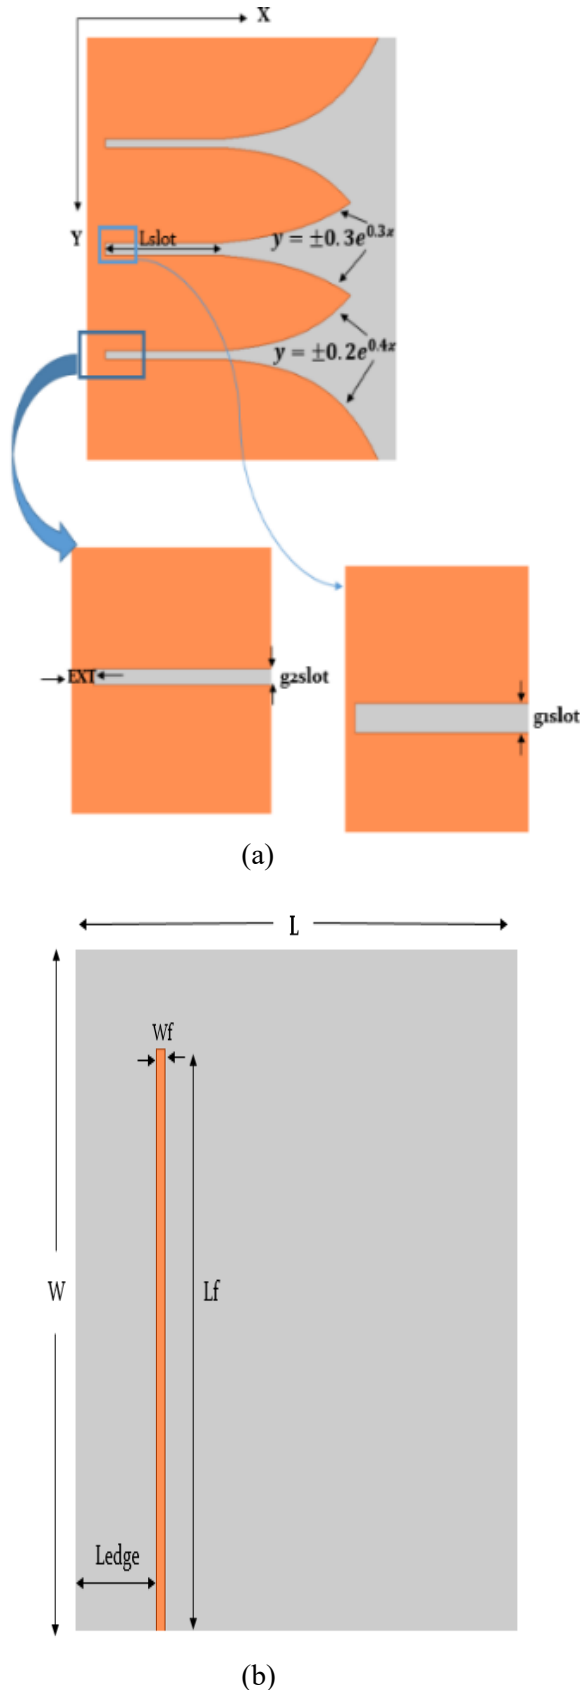 X
Y
Lslot
y = ±0.3e^{0.3x}
y = ±0.2e^{0.4x}
EXT
g2slot
g1slot
(a)
L
Wf
W
Lf
Ledge
(b)